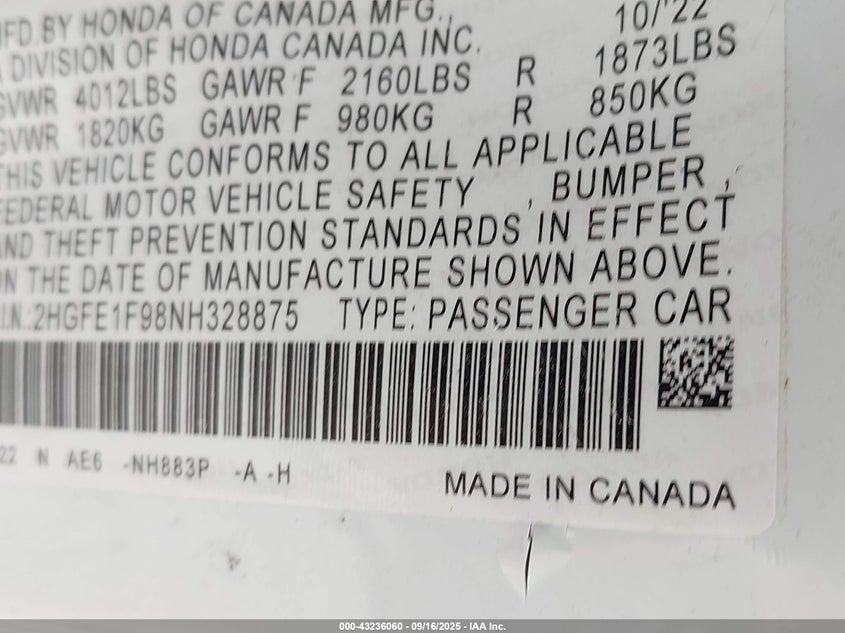 MFD. BY HONDA OF CANADA MFG., 10/'22
A DIVISION OF HONDA CANADA INC.
GVWR 4012LBS GAWR F 2160LBS R 1873LBS
GVWR 1820KG GAWR F 980KG R 850KG
THIS VEHICLE CONFORMS TO ALL APPLICABLE
FEDERAL MOTOR VEHICLE SAFETY , BUMPER ,
AND THEFT PREVENTION STANDARDS IN EFFECT
ON THE DATE OF MANUFACTURE SHOWN ABOVE.
V.I.N.:2HGFE1F98NH328875 TYPE: PASSENGER CAR
22 N AE6 -NH883P -A -H
MADE IN CANADA
000-43236060 - 09/16/2025 - IAA Inc.